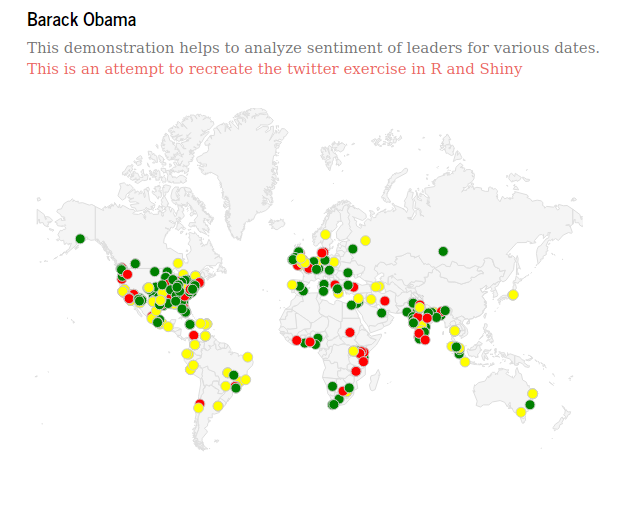 Barack Obama
This demonstration helps to analyze sentiment of leaders for various dates.
This is an attempt to recreate the twitter exercise in R and Shiny